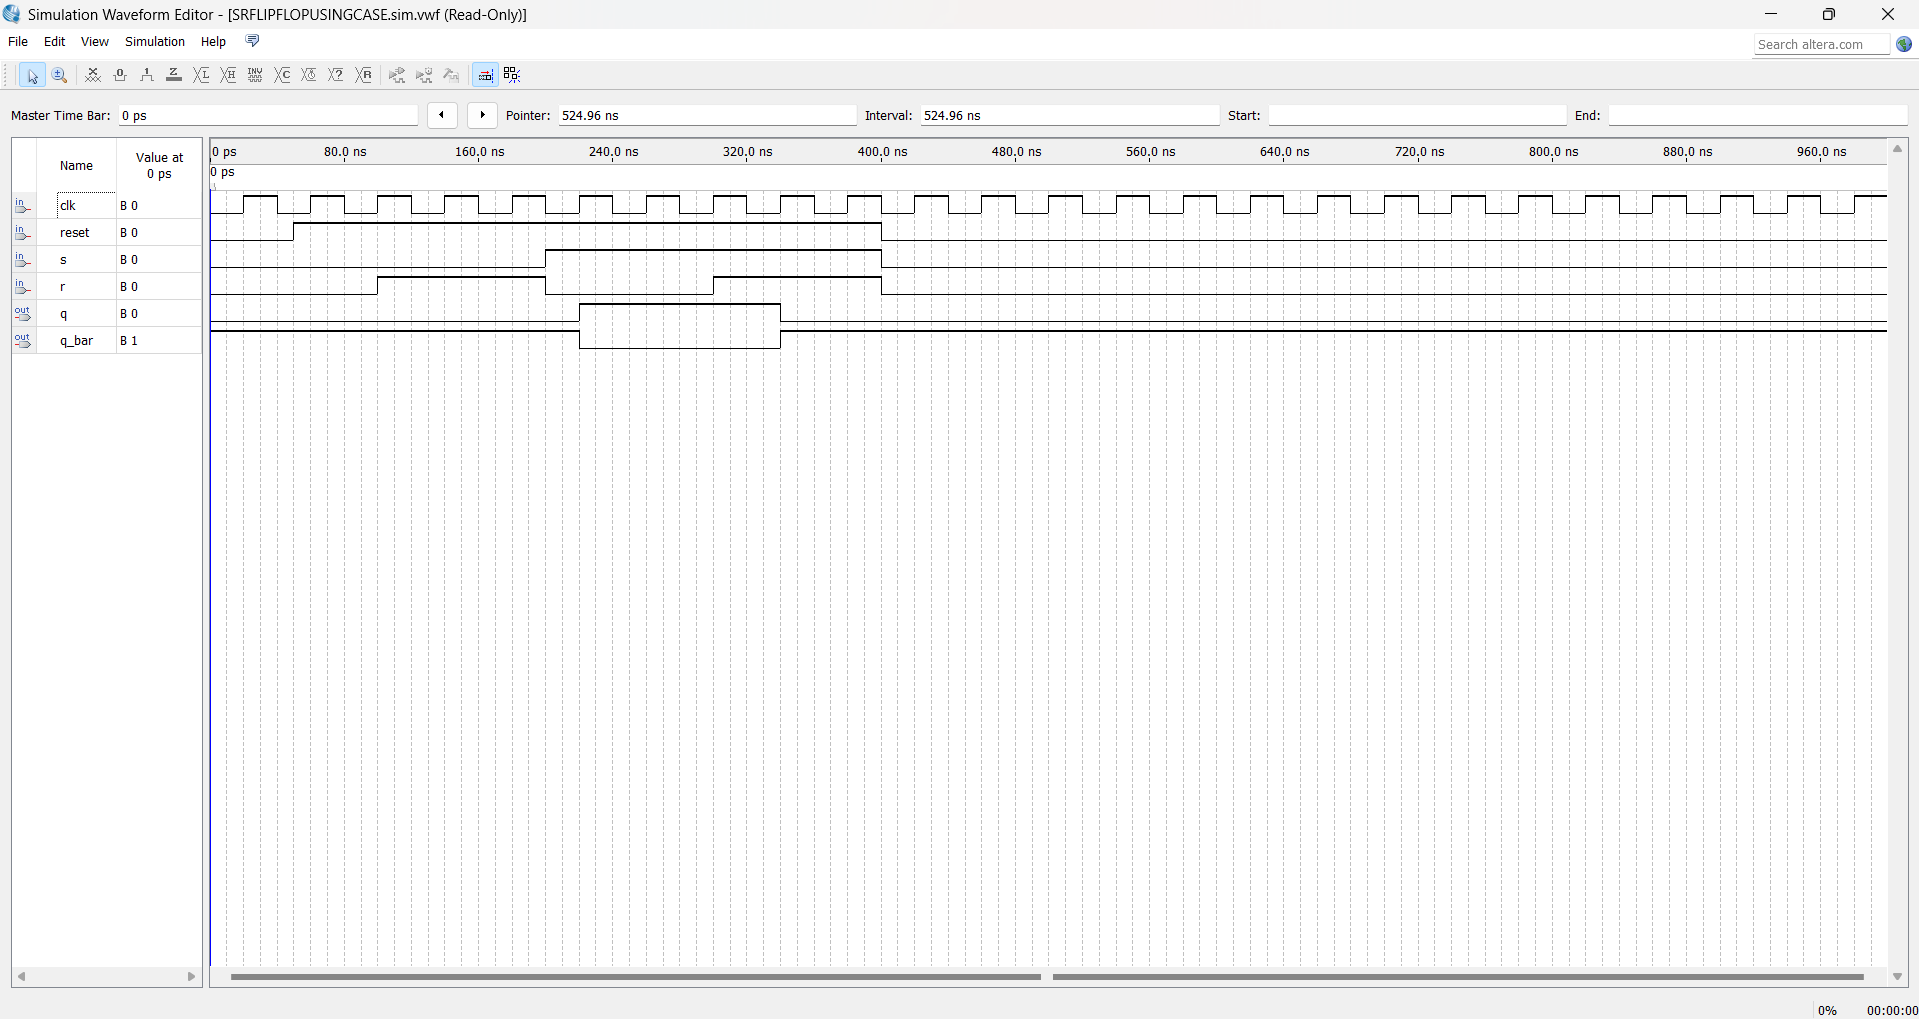 Simulation Waveform Editor - [SRFLIPFLOPUSINGCASE.sim.vwf (Read-Only)]
File Edit View Simulation Help
Search altera.com
Master Time Bar: 0 ps Pointer: 524.96 ns Interval: 524.96 ns Start: End:
Name Value at 0 ps
0 ps 80.0 ns 160.0 ns 240.0 ns 320.0 ns 400.0 ns 480.0 ns 560.0 ns 640.0 ns 720.0 ns 800.0 ns 880.0 ns 960.0 ns
0 ps
in clk B 0
in reset B 0
in s B 0
in r B 0
out q B 0
out q_bar B 1
0% 00:00:00